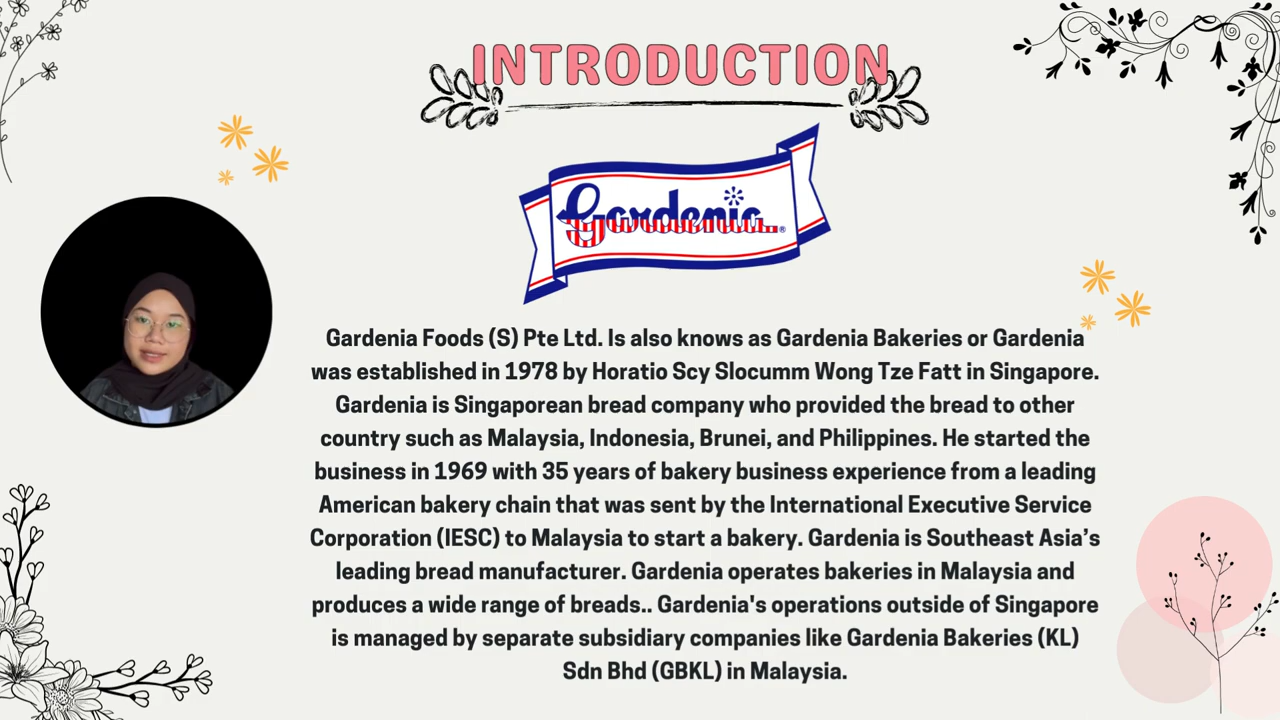 INTRODUCTION
Gardenia®
Gardenia Foods (S) Pte Ltd. Is also knows as Gardenia Bakeries or Gardenia
was established in 1978 by Horatio Scy Slocumm Wong Tze Fatt in Singapore.
Gardenia is Singaporean bread company who provided the bread to other
country such as Malaysia, Indonesia, Brunei, and Philippines. He started the
business in 1969 with 35 years of bakery business experience from a leading
American bakery chain that was sent by the International Executive Service
Corporation (IESC) to Malaysia to start a bakery. Gardenia is Southeast Asia’s
leading bread manufacturer. Gardenia operates bakeries in Malaysia and
produces a wide range of breads.. Gardenia's operations outside of Singapore
is managed by separate subsidiary companies like Gardenia Bakeries (KL)
Sdn Bhd (GBKL) in Malaysia.